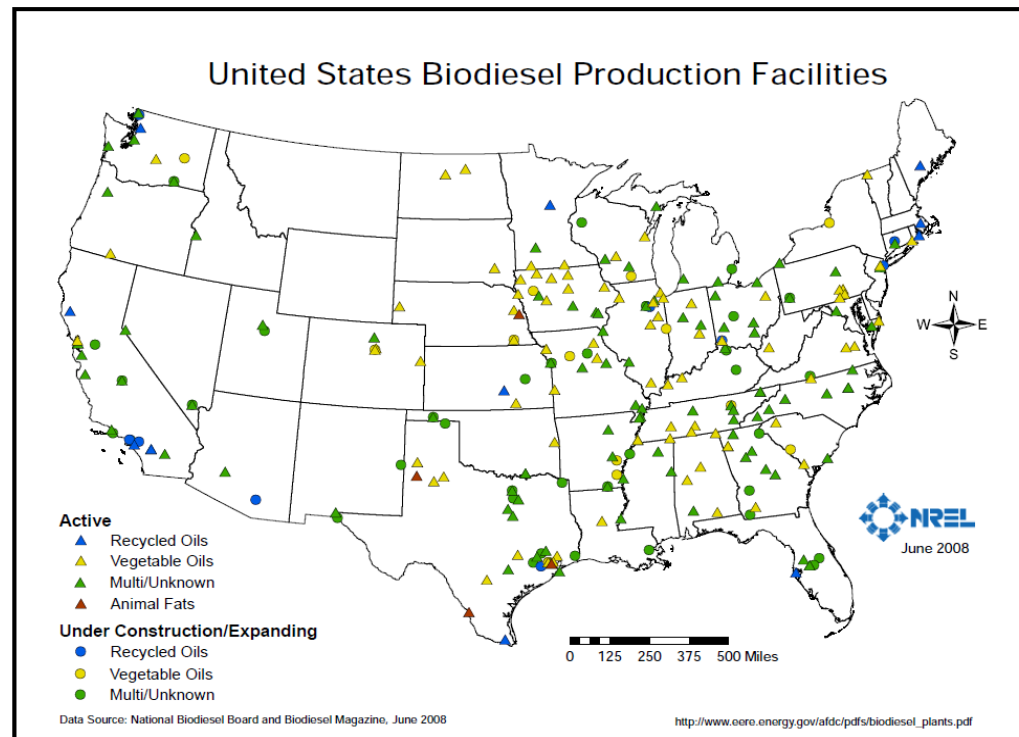 United States Biodiesel Production Facilities
N
W E
S
NREL
June 2008
Active
Recycled Oils
Vegetable Oils
Multi/Unknown
Animal Fats
Under Construction/Expanding
Recycled Oils
Vegetable Oils
Multi/Unknown
0 125 250 375 500 Miles
Data Source: National Biodiesel Board and Biodiesel Magazine, June 2008
http://www.eere.energy.gov/afdc/pdfs/biodiesel_plants.pdf